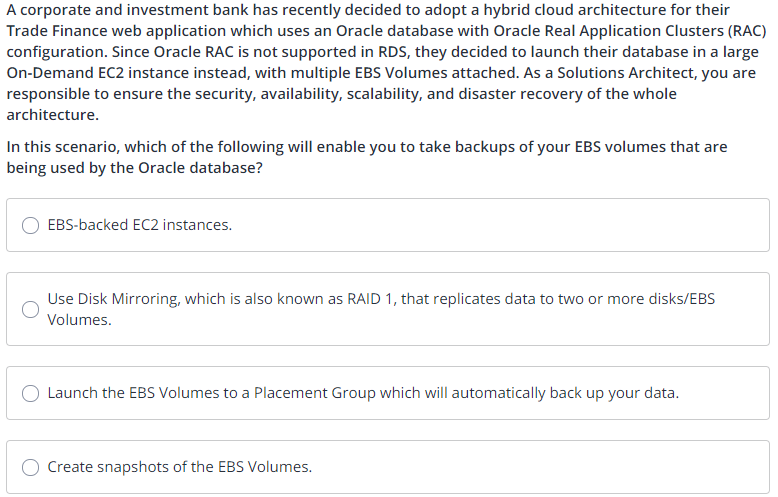 A corporate and investment bank has recently decided to adopt a hybrid cloud architecture for their
Trade Finance web application which uses an Oracle database with Oracle Real Application Clusters (RAC)
configuration. Since Oracle RAC is not supported in RDS, they decided to launch their database in a large
On-Demand EC2 instance instead, with multiple EBS Volumes attached. As a Solutions Architect, you are
responsible to ensure the security, availability, scalability, and disaster recovery of the whole
architecture.
In this scenario, which of the following will enable you to take backups of your EBS volumes that are
being used by the Oracle database?
EBS-backed EC2 instances.
Use Disk Mirroring, which is also known as RAID 1, that replicates data to two or more disks/EBS
Volumes.
Launch the EBS Volumes to a Placement Group which will automatically back up your data.
Create snapshots of the EBS Volumes.